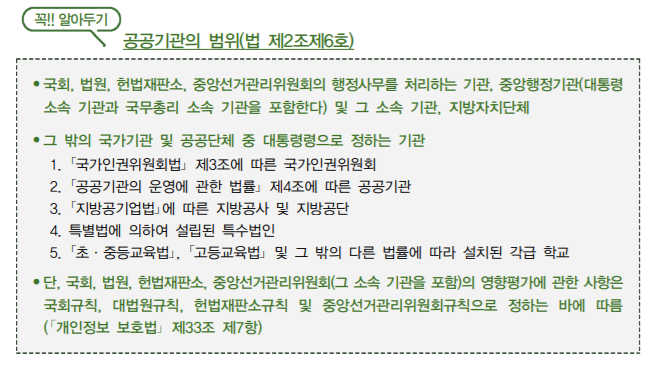 꼭!! 알아두기
공공기관의 범위(법 제2조제6호)
• 국회, 법원, 헌법재판소, 중앙선거관리위원회의 행정사무를 처리하는 기관, 중앙행정기관(대통령
소속 기관과 국무총리 소속 기관을 포함한다) 및 그 소속 기관, 지방자치단체
• 그 밖의 국가기관 및 공공단체 중 대통령령으로 정하는 기관
1. 「국가인권위원회법」 제3조에 따른 국가인권위원회
2. 「공공기관의 운영에 관한 법률」 제4조에 따른 공공기관
3. 「지방공기업법」에 따른 지방공사 및 지방공단
4. 특별법에 의하여 설립된 특수법인
5. 「초 · 중등교육법」, 「고등교육법」 및 그 밖의 다른 법률에 따라 설치된 각급 학교
• 단, 국회, 법원, 헌법재판소, 중앙선거관리위원회(그 소속 기관을 포함)의 영향평가에 관한 사항은
국회규칙, 대법원규칙, 헌법재판소규칙 및 중앙선거관리위원회규칙으로 정하는 바에 따름
(「개인정보 보호법」 제33조 제7항)